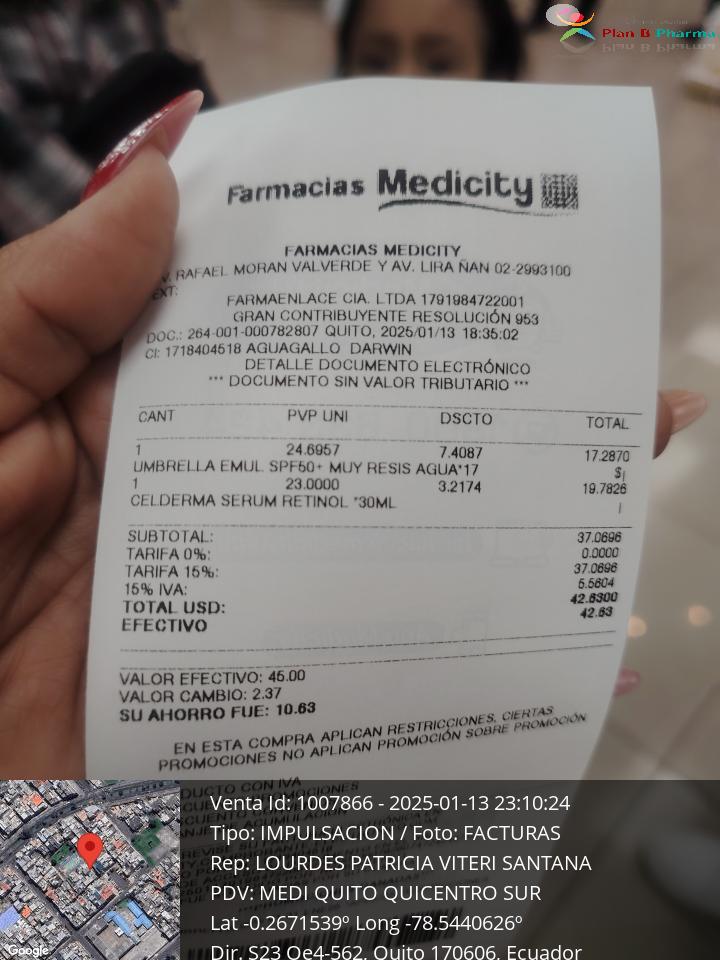 Plan B Pharma
Farmacias Medicity
FARMACIAS MEDICITY
V. RAFAEL MORAN VALVERDE Y AV. LIRA ÑAN 02-2993100
EXT:
FARMAENLACE CIA. LTDA 1791984722001
GRAN CONTRIBUYENTE RESOLUCIÓN 953
DOC.: 264-001-000782807 QUITO, 2025/01/13 18:35:02
CI: 1718404518 AGUAGALLO DARWIN
DETALLE DOCUMENTO ELECTRÓNICO
*** DOCUMENTO SIN VALOR TRIBUTARIO ***
CANT PVP UNI DSCTO TOTAL
1 24.6957 7.4087 17.2870
UMBRELLA EMUL SPF50+ MUY RESIS AGUA*17 $
1 23.0000 3.2174 19.7826
CELDERMA SERUM RETINOL *30ML
SUBTOTAL: 37.0696
TARIFA 0%: 0.0000
TARIFA 15%: 37.0696
15% IVA: 5.5604
TOTAL USD: 42.6300
EFECTIVO 42.63
VALOR EFECTIVO: 45.00
VALOR CAMBIO: 2.37
SU AHORRO FUE: 10.63
EN ESTA COMPRA APLICAN RESTRICCIONES, CIERTAS
PROMOCIONES NO APLICAN PROMOCIÓN SOBRE PROMOCIÓN
DUCTO CON IVA
Venta Id: 1007866 - 2025-01-13 23:10:24
Tipo: IMPULSACION / Foto: FACTURAS
Rep: LOURDES PATRICIA VITERI SANTANA
PDV: MEDI QUITO QUICENTRO SUR
Lat -0.2671539º Long -78.5440626º
Dir. S23 Oe4-562, Quito 170606, Ecuador
Google